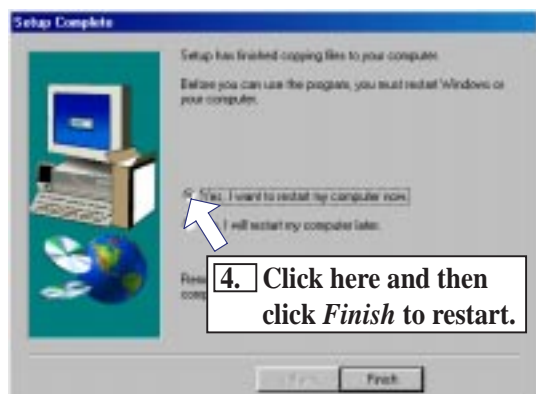 Setup Complete
Setup has finished copying files to your computer.
Before you can use the program, you must restart Windows or
your computer.
Yes, I want to restart my computer now.
I will restart my computer later.
4. Click here and then
click Finish to restart.
Finish